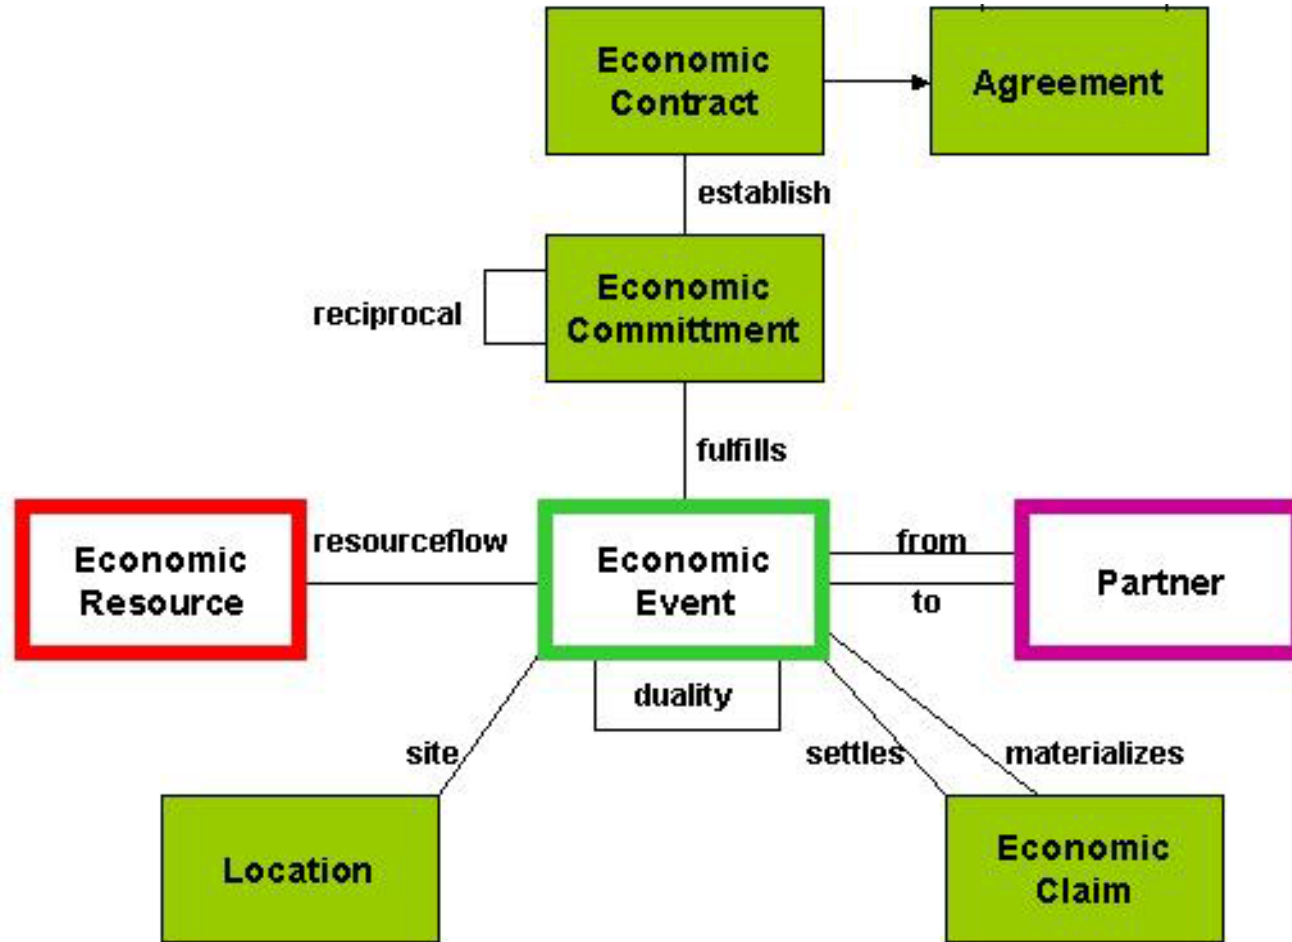 Economic
Contract
Agreement
establish
reciprocal
Economic
Committment
fulfills
Economic
Resource
resourceflow
Economic
Event
from
to
Partner
duality
site
settles
materializes
Location
Economic
Claim